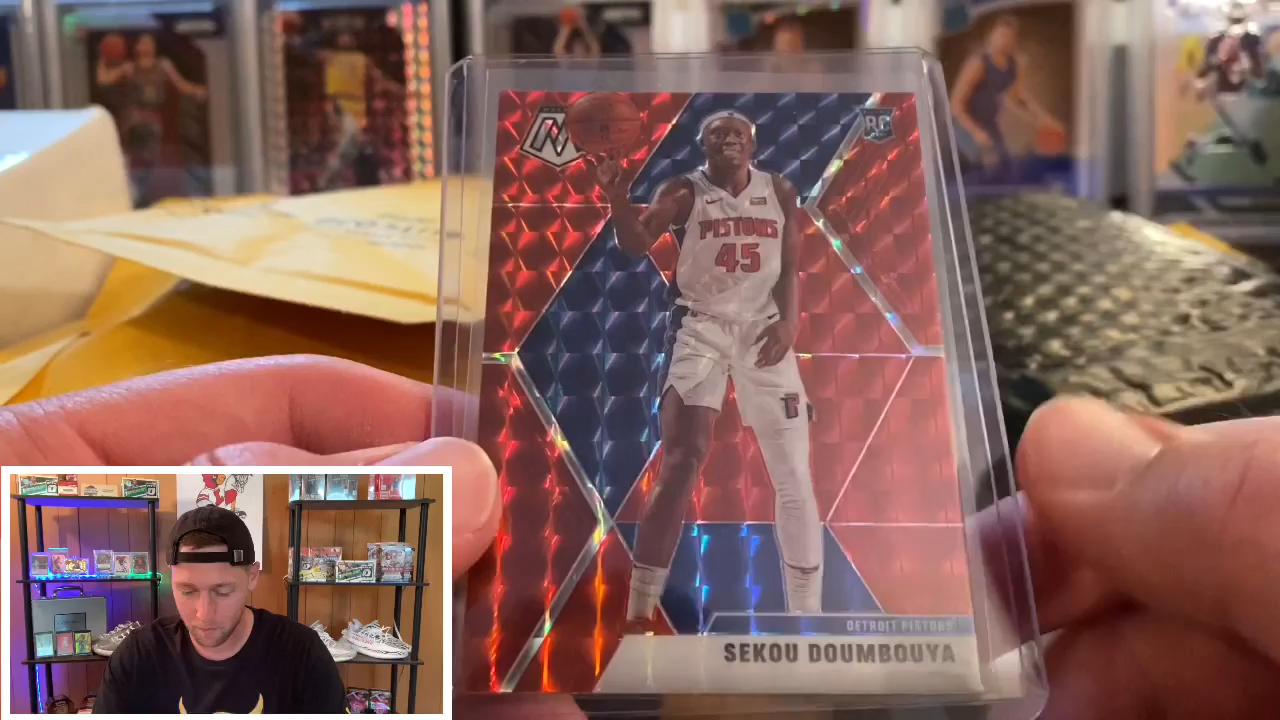 RC
PISTONS
45
DETROIT PISTONS
SEKOU DOUMBOUYA